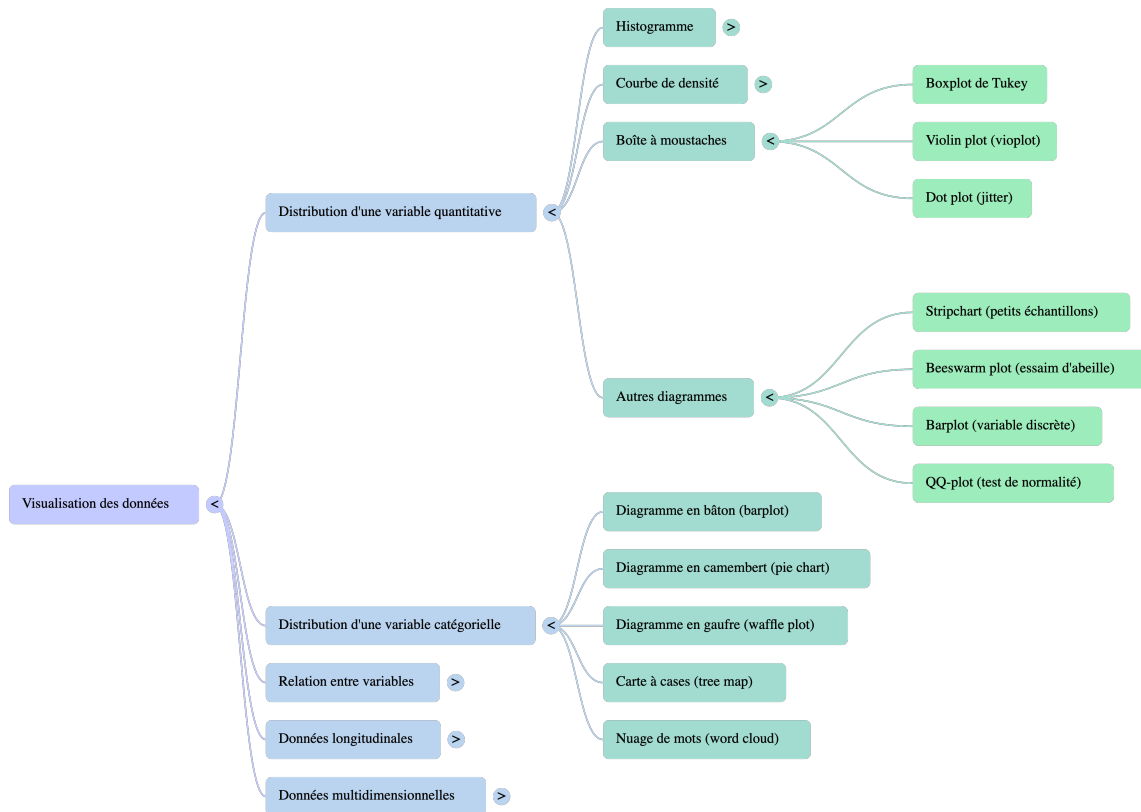 Histogramme >
Courbe de densité >
Boîte à moustaches <
Boxplot de Tukey
Violin plot (vioplot)
Dot plot (jitter)
Distribution d'une variable quantitative <
Stripchart (petits échantillons)
Beeswarm plot (essaim d'abeille)
Autres diagrammes <
Barplot (variable discrète)
QQ-plot (test de normalité)
Visualisation des données <
Diagramme en bâton (barplot)
Diagramme en camembert (pie chart)
Distribution d'une variable catégorielle <
Diagramme en gaufre (waffle plot)
Relation entre variables >
Carte à cases (tree map)
Données longitudinales >
Nuage de mots (word cloud)
Données multidimensionnelles >